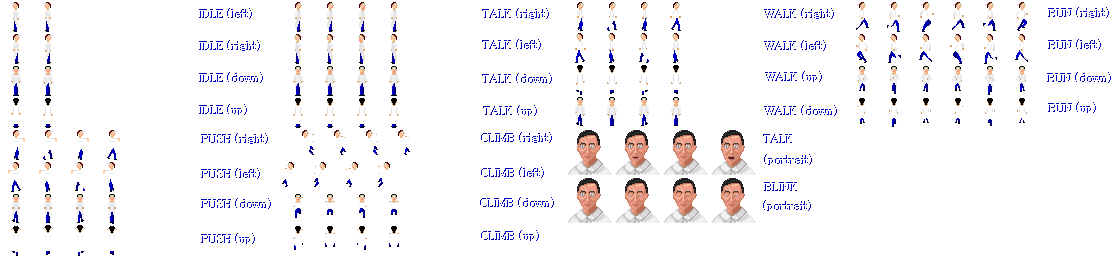 IDLE (left)
TALK (right)
WALK (right)
RUN (right)
IDLE (right)
TALK (left)
WALK (left)
RUN (left)
IDLE (down)
TALK (down)
WALK (up)
RUN (down)
IDLE (up)
TALK (up)
WALK (down)
RUN (up)
PUSH (right)
CLIMB (right)
TALK
(portrait)
PUSH (left)
CLIMB (left)
BLINK
(portrait)
PUSH (down)
CLIMB (down)
PUSH (up)
CLIMB (up)